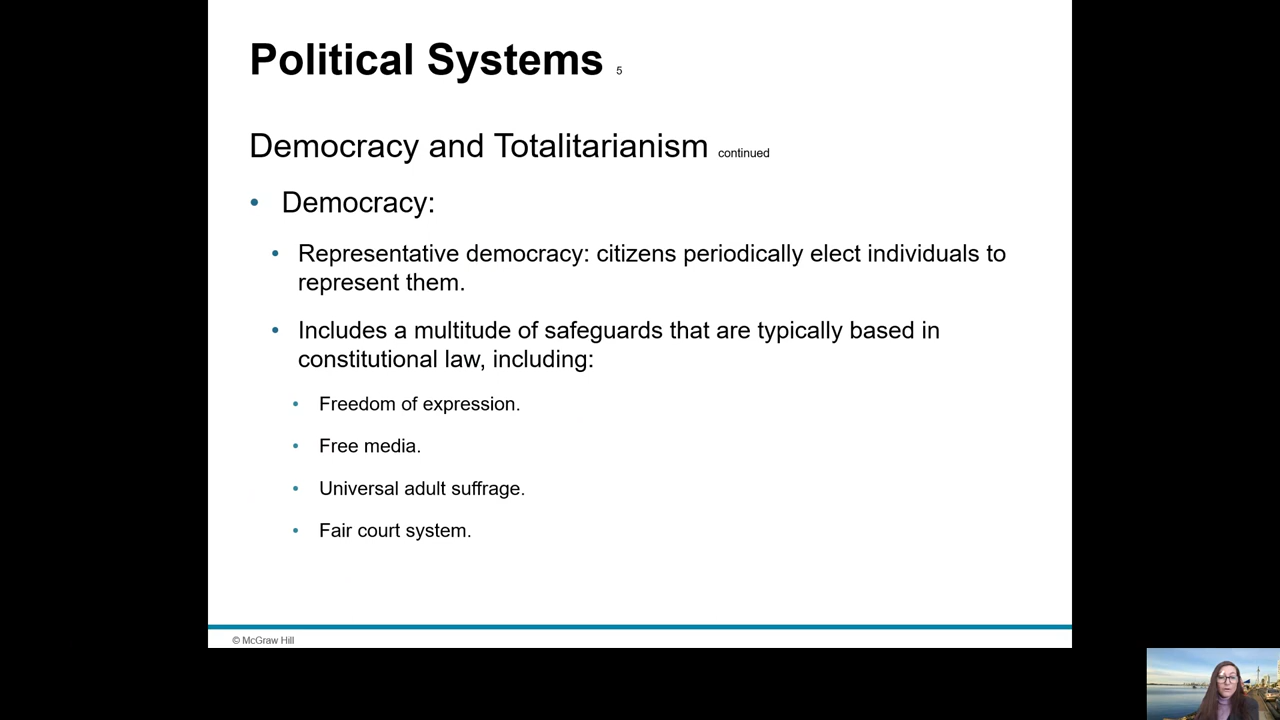 Political Systems 5
Democracy and Totalitarianism continued
• Democracy:
• Representative democracy: citizens periodically elect individuals to
represent them.
• Includes a multitude of safeguards that are typically based in
constitutional law, including:
• Freedom of expression.
• Free media.
• Universal adult suffrage.
• Fair court system.
© McGraw Hill